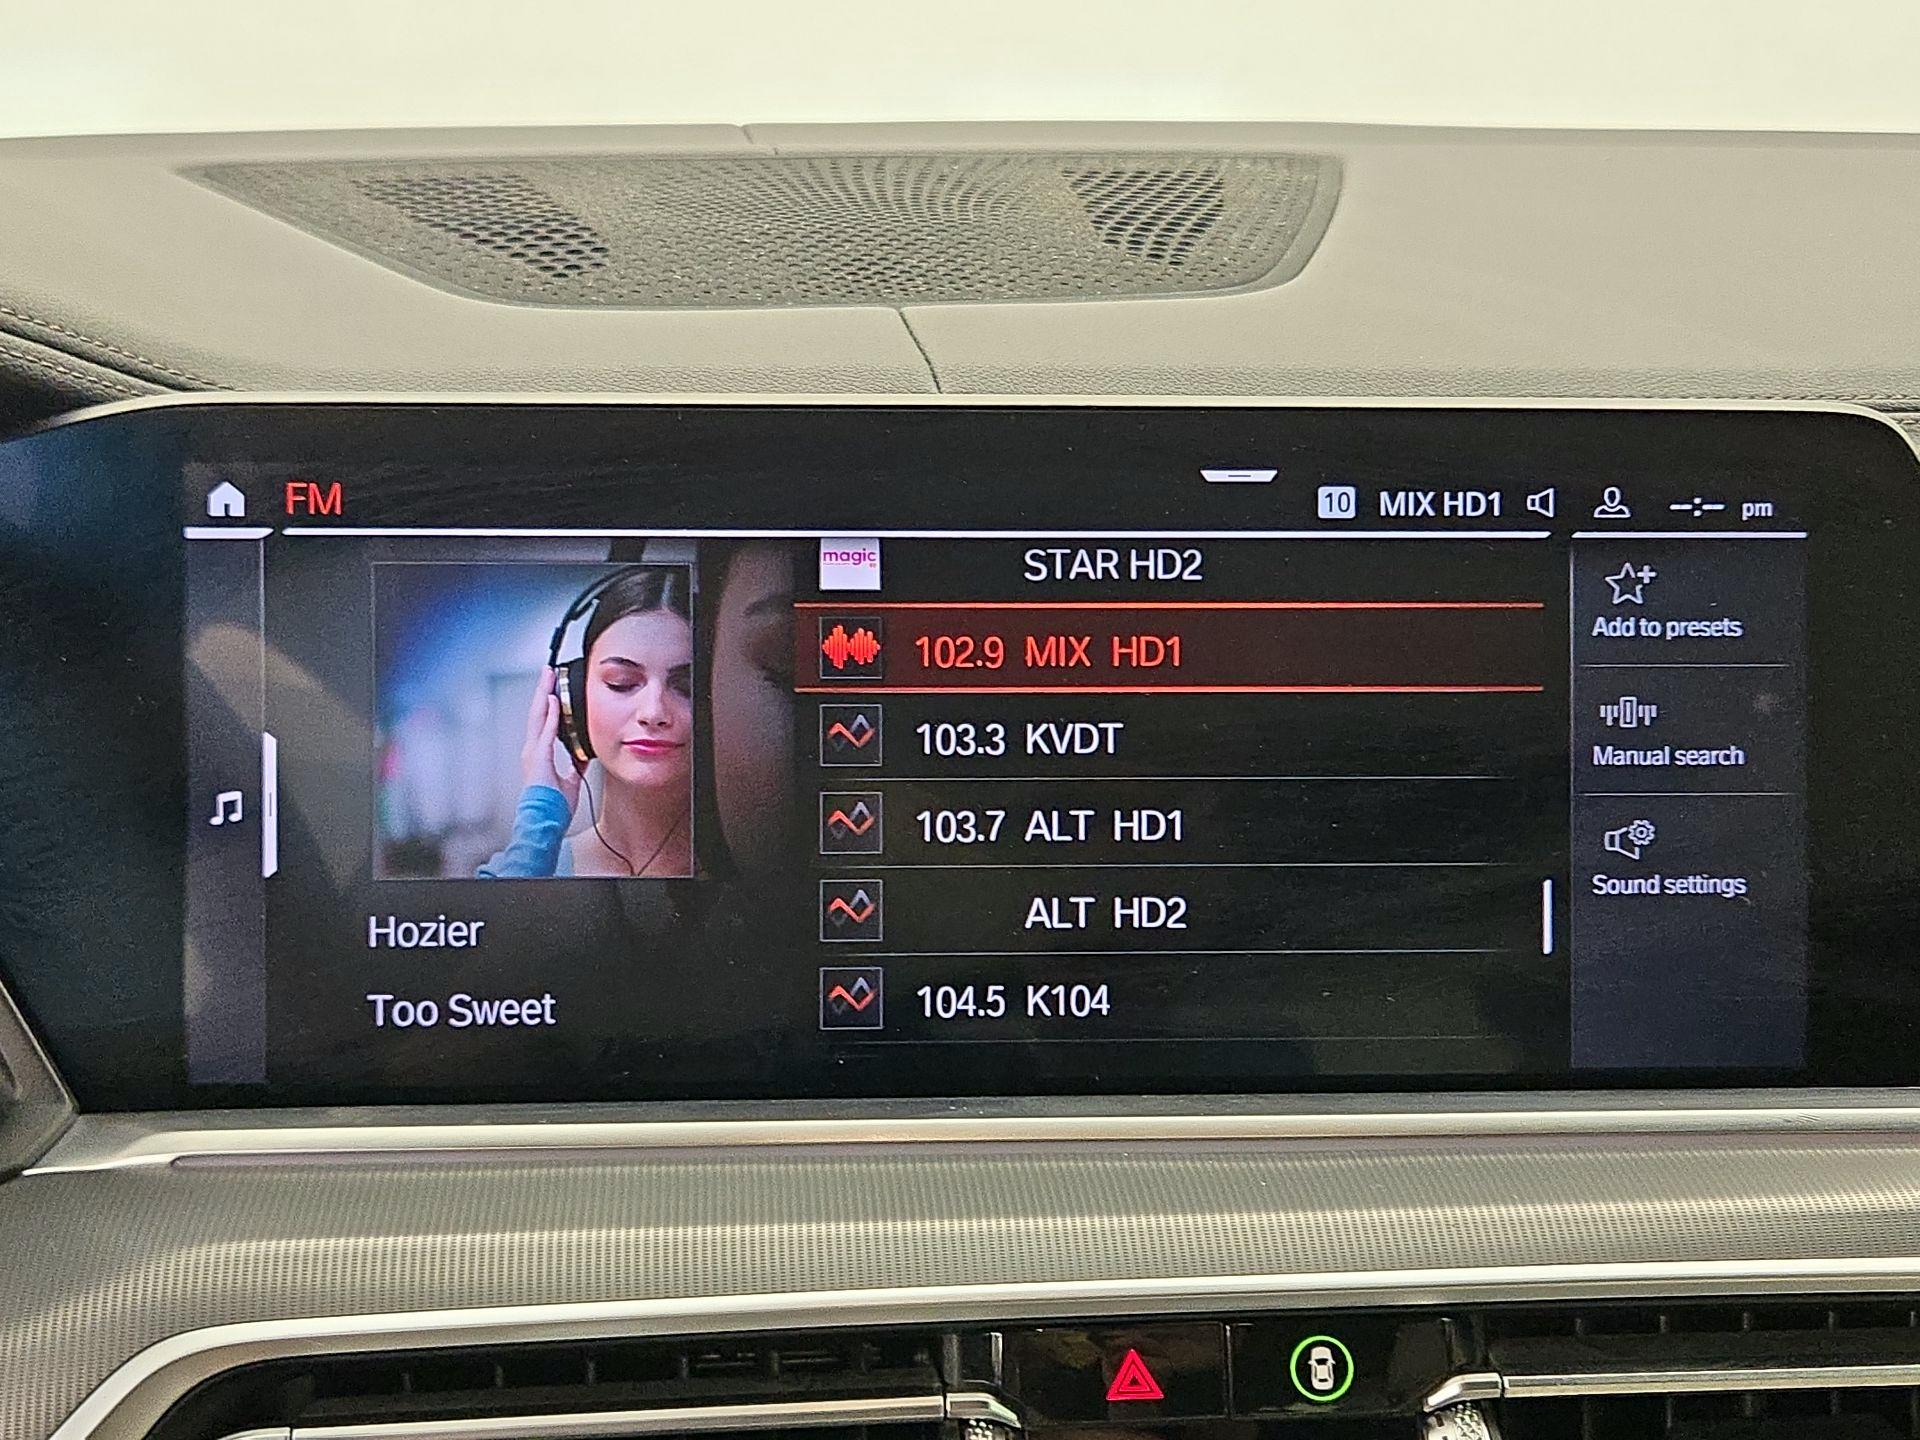 FM
10 MIX HD1 --:-- pm
magic
STAR HD2
102.9 MIX HD1
103.3 KVDT
103.7 ALT HD1
ALT HD2
104.5 K104
Hozier
Too Sweet
Add to presets
Manual search
Sound settings